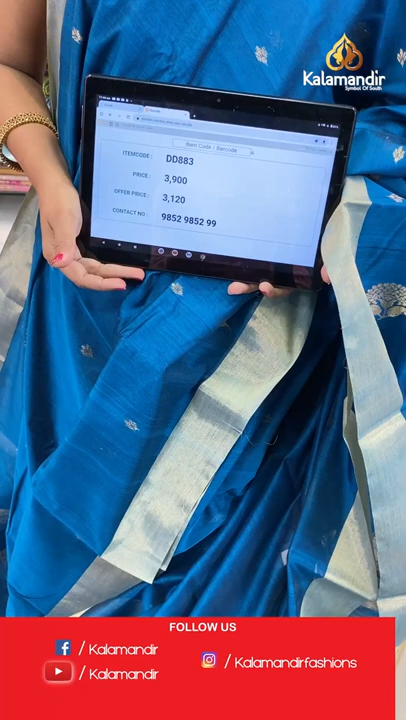 Kalamandir
Symbol Of South
Item Code / Barcode
ITEMCODE : DD883
PRICE : 3,900
OFFER PRICE : 3,120
CONTACT NO : 9852 9852 99
FOLLOW US
/ Kalamandir
/ Kalamandir
/ Kalamandirfashions